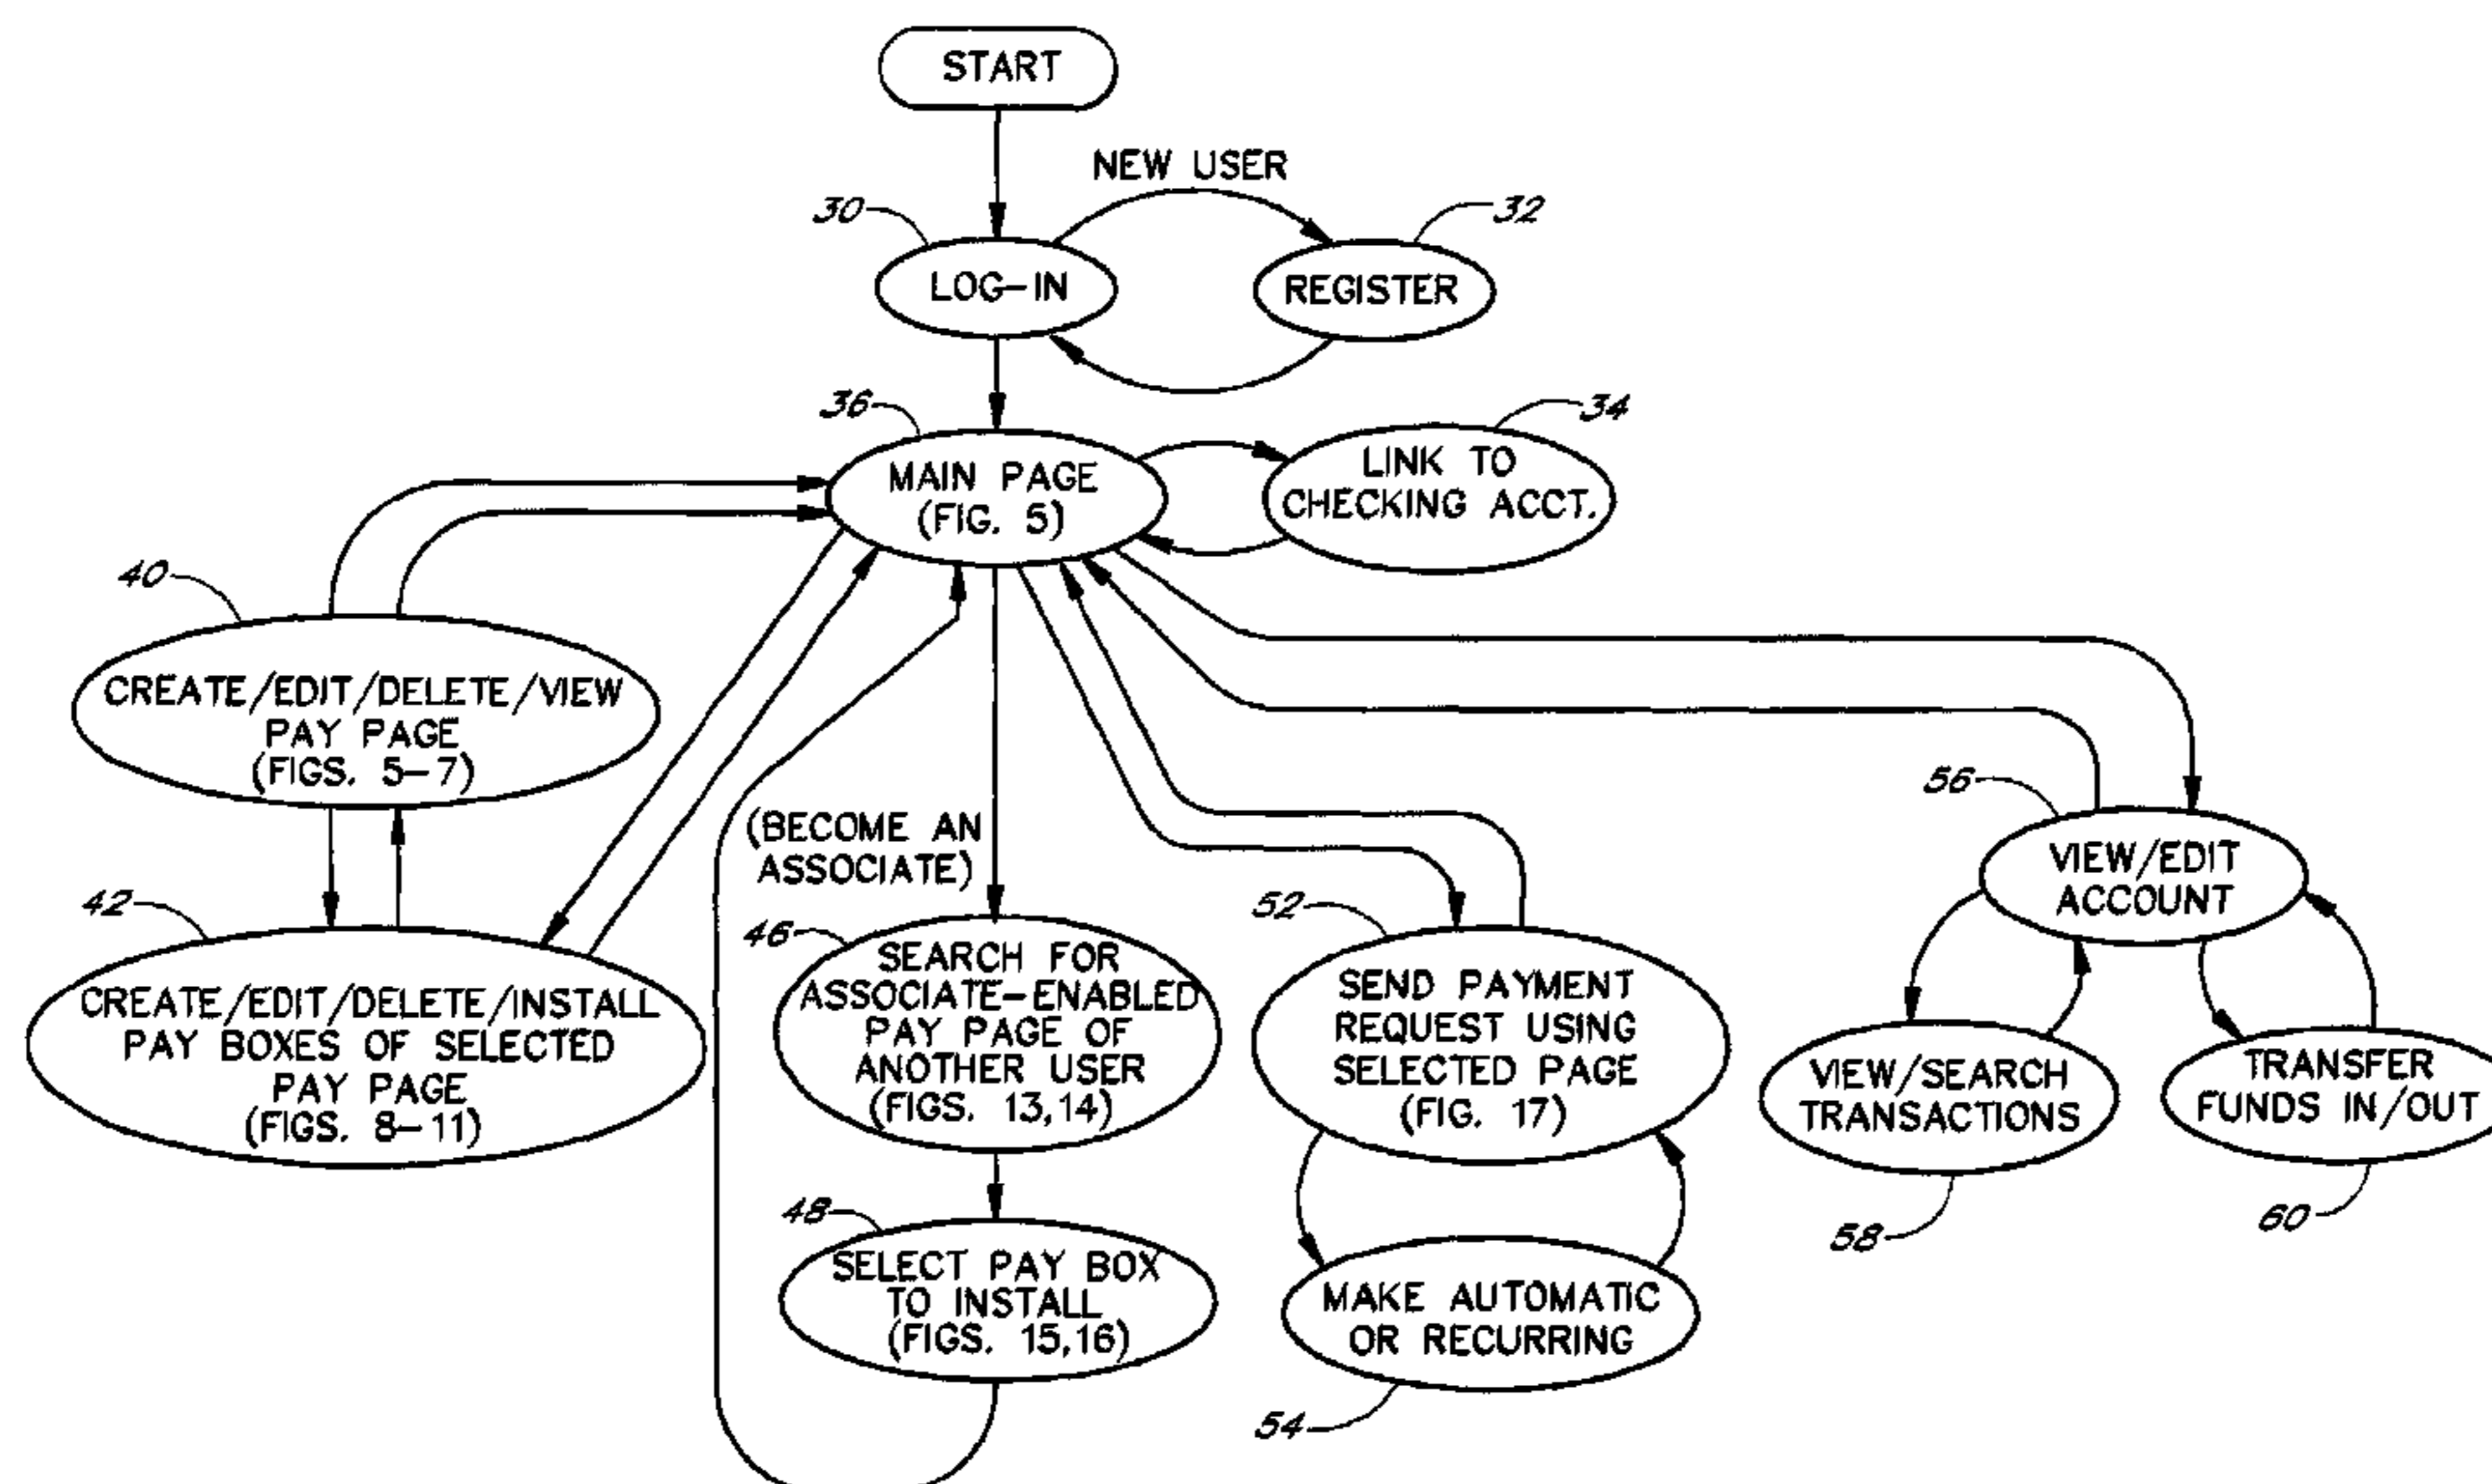 START
NEW USER
30
32
LOG-IN
REGISTER
36
34
MAIN PAGE
(FIG. 5)
LINK TO
CHECKING ACCT.
40
CREATE/EDIT/DELETE/VIEW
PAY PAGE
(FIGS. 5-7)
(BECOME AN
ASSOCIATE)
56
VIEW/EDIT
ACCOUNT
42
CREATE/EDIT/DELETE/INSTALL
PAY BOXES OF SELECTED
PAY PAGE
(FIGS. 8-11)
46
SEARCH FOR
ASSOCIATE-ENABLED
PAY PAGE OF
ANOTHER USER
(FIGS. 13,14)
52
SEND PAYMENT
REQUEST USING
SELECTED PAGE
(FIG. 17)
VIEW/SEARCH
TRANSACTIONS
58
TRANSFER
FUNDS IN/OUT
60
48
SELECT PAY BOX
TO INSTALL
(FIGS. 15,16)
MAKE AUTOMATIC
OR RECURRING
54